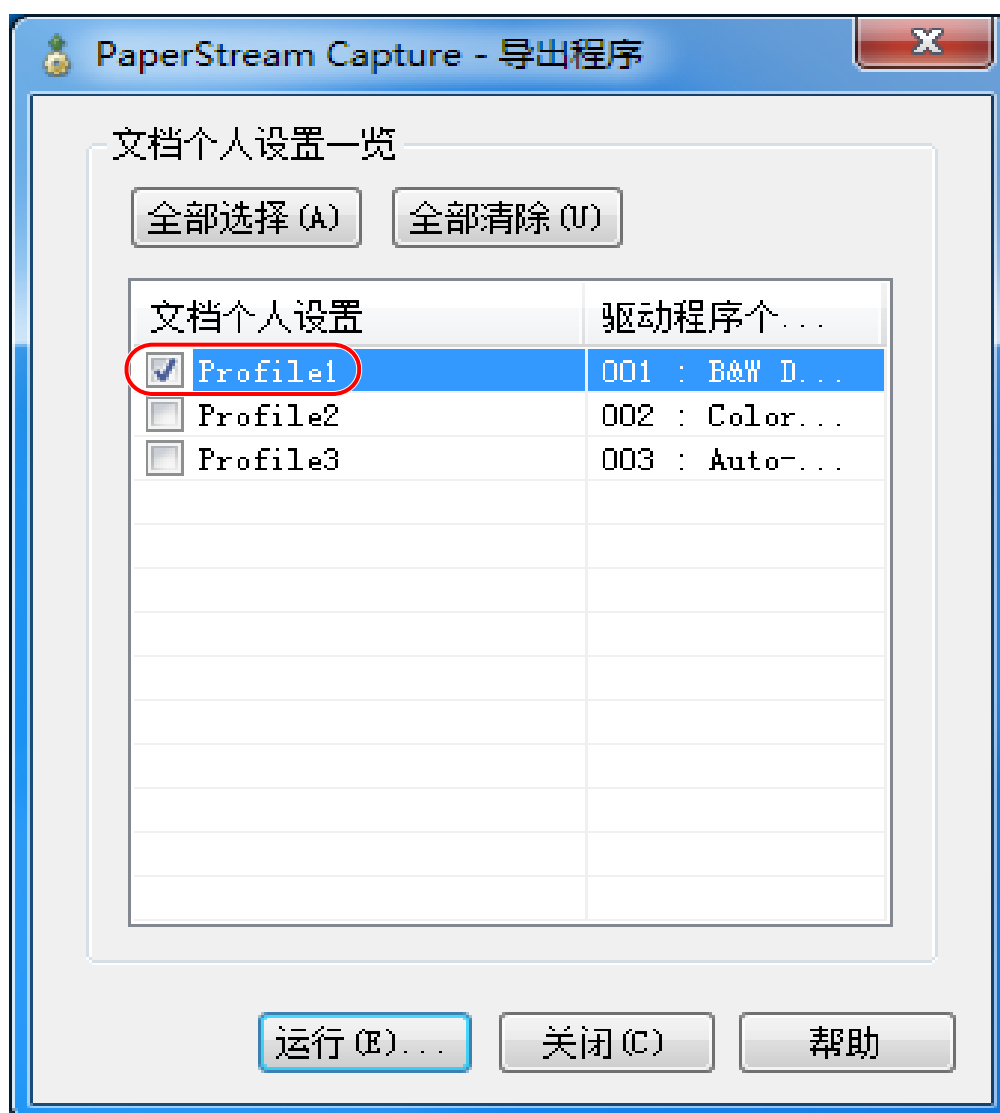 PaperStream Capture - 导出程序
文档个人设置一览
全部选择(A) 全部清除(U)
文档个人设置 驱动程序个...
Profile1 001 : B&W D...
Profile2 002 : Color...
Profile3 003 : Auto-...
运行(E)... 关闭(C) 帮助